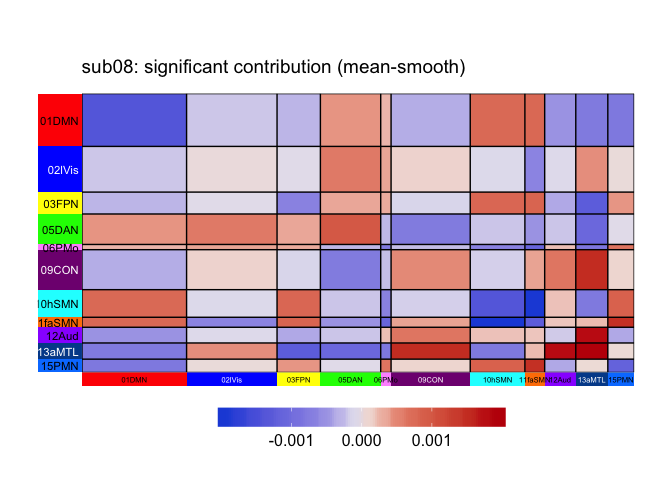 sub08: significant contribution (mean-smooth)
01DMN
02lVis
03FPN
05DAN
06PMo
09CON
10hSMN
11faSMN
12Aud
13aMTL
15PMN
01DMN 02lVis 03FPN 05DAN 06PMo 09CON 10hSMN 11faSMN 12Aud 13aMTL 15PMN
-0.001 0.000 0.001